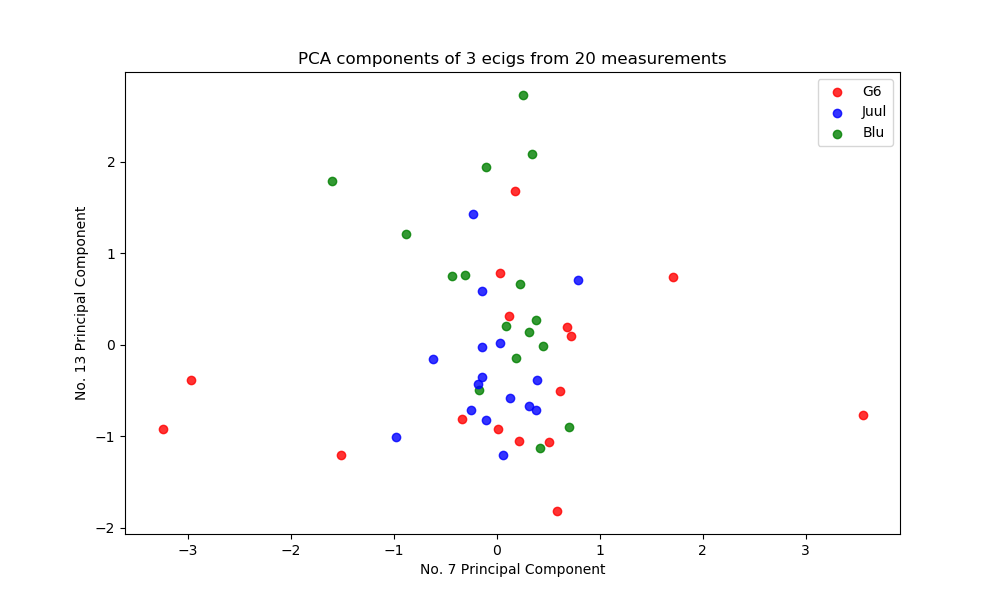 PCA components of 3 ecigs from 20 measurements
G6
Juul
Blu
2
1
0
−1
−2
No. 13 Principal Component
−3 −2 −1 0 1 2 3
No. 7 Principal Component